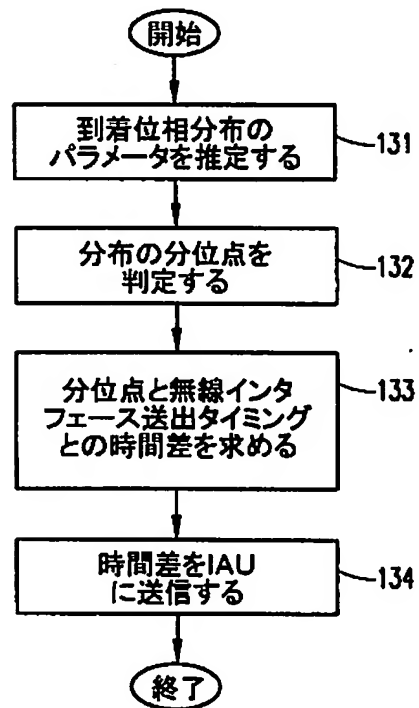 開始
到着位相分布の
パラメータを推定する
131
分布の分位点を
判定する
132
分位点と無線インタ
フェース送出タイミング
との時間差を求める
133
時間差をIAU
に送信する
134
終了